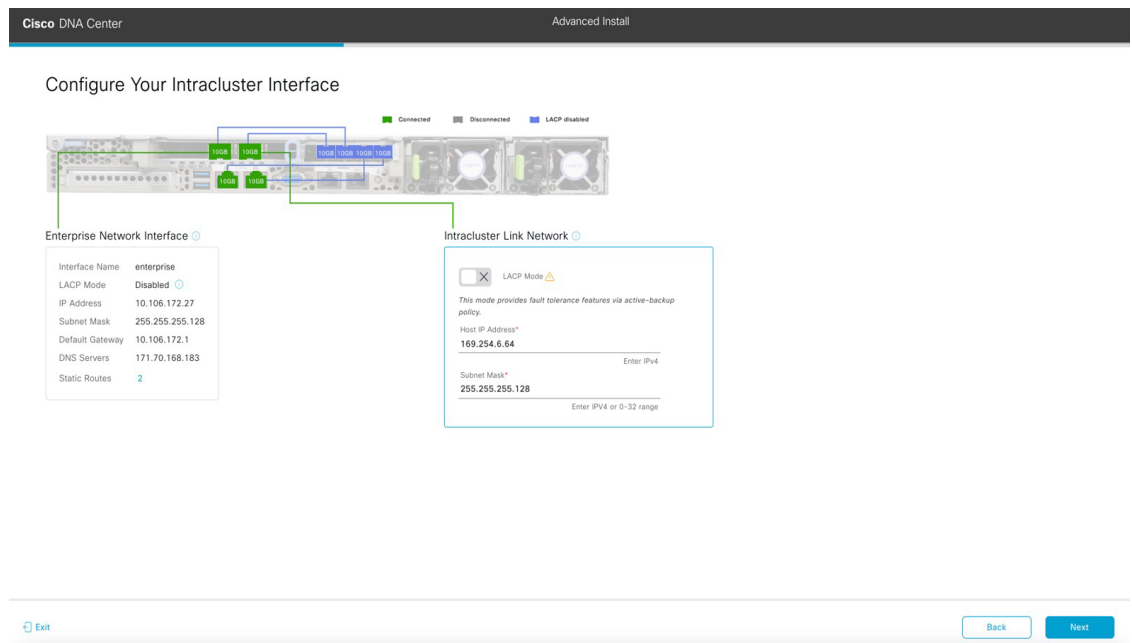 Cisco DNA Center
Advanced Install
Configure Your Intracluster Interface
Connected
Disconnected
LACP disabled
10GB 10GB
10GB 10GB 10GB 10GB
10GB 10GB
Enterprise Network Interface
Interface Name enterprise
LACP Mode Disabled
IP Address 10.106.172.27
Subnet Mask 255.255.255.128
Default Gateway 10.106.172.1
DNS Servers 171.70.168.183
Static Routes 2
Intracluster Link Network
LACP Mode
This mode provides fault tolerance features via active-backup
policy.
Host IP Address*
169.254.6.64
Enter IPv4
Subnet Mask*
255.255.255.128
Enter IPV4 or 0-32 range
Exit
Back
Next